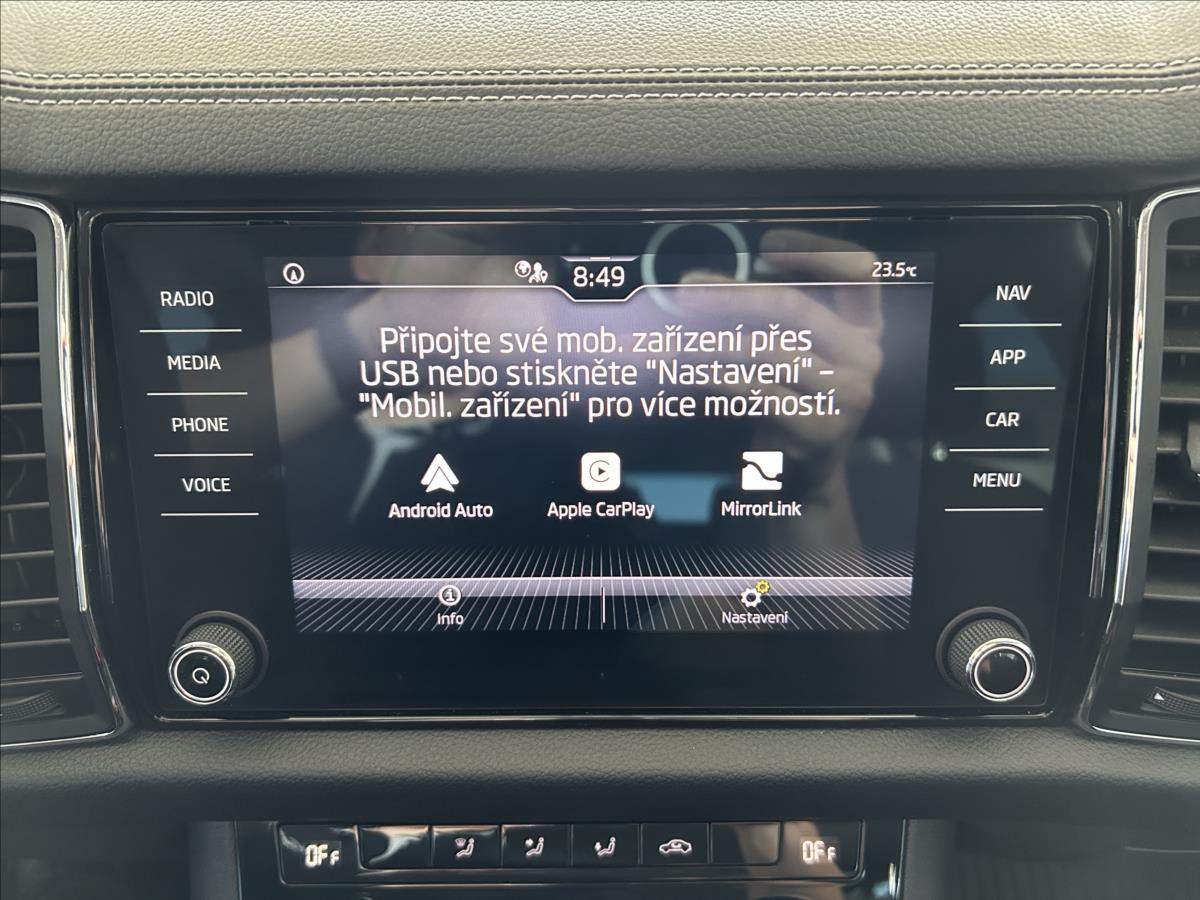 8:49
23.5°C
RADIO
MEDIA
PHONE
VOICE
Připojte své mob. zařízení přes
USB nebo stiskněte "Nastavení" –
"Mobil. zařízení" pro více možností.
Android Auto
Apple CarPlay
MirrorLink
Info
Nastavení
NAV
APP
CAR
MENU
OFF
OFF